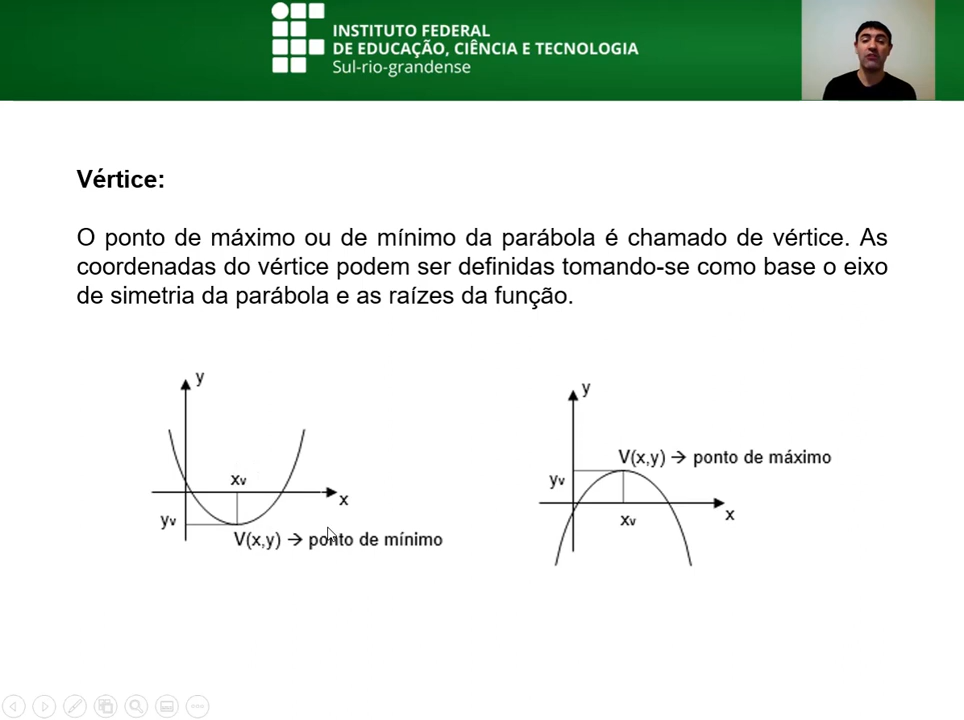 INSTITUTO FEDERAL
DE EDUCAÇÃO, CIÊNCIA E TECNOLOGIA
Sul-rio-grandense
Vértice:
O ponto de máximo ou de mínimo da parábola é chamado de vértice. As
coordenadas do vértice podem ser definidas tomando-se como base o eixo
de simetria da parábola e as raízes da função.
y
xv
x
yv
V(x,y) → ponto de mínimo
y
V(x,y) → ponto de máximo
yv
xv
x